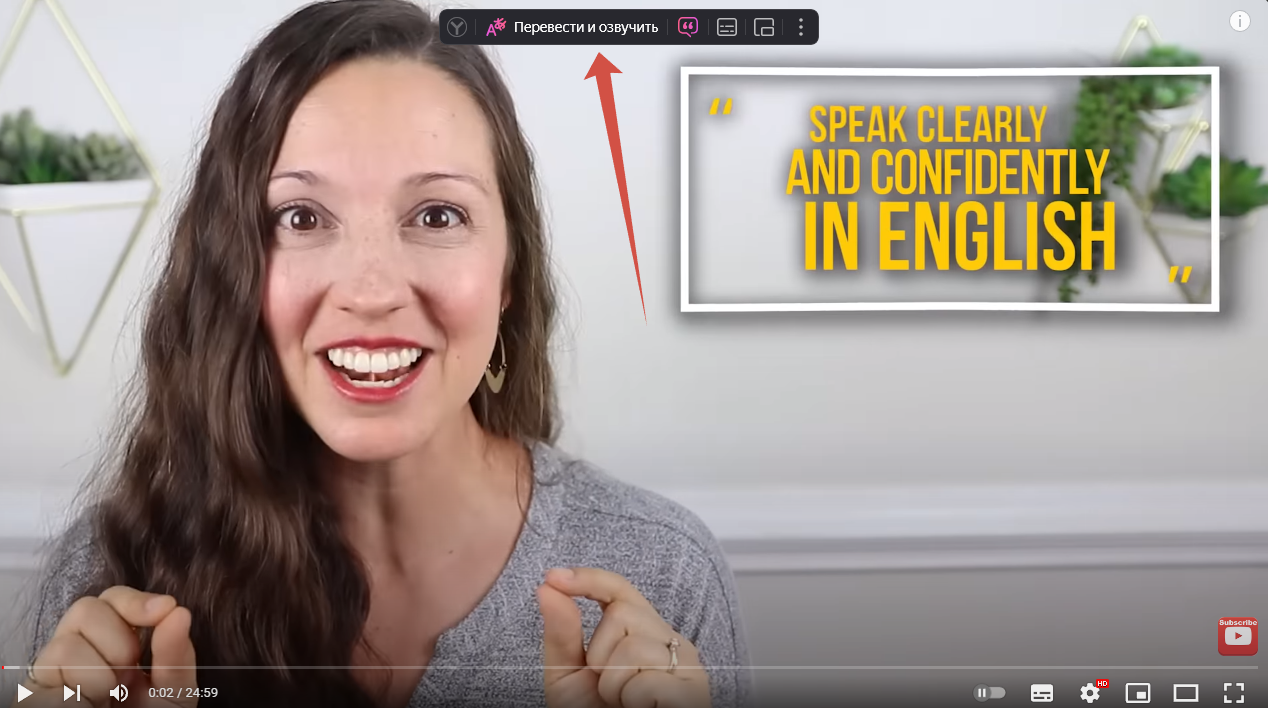 Перевести и озвучить
“
SPEAK CLEARLY
AND CONFIDENTLY
IN ENGLISH
”
Subscribe
0:02 / 24:59
HD